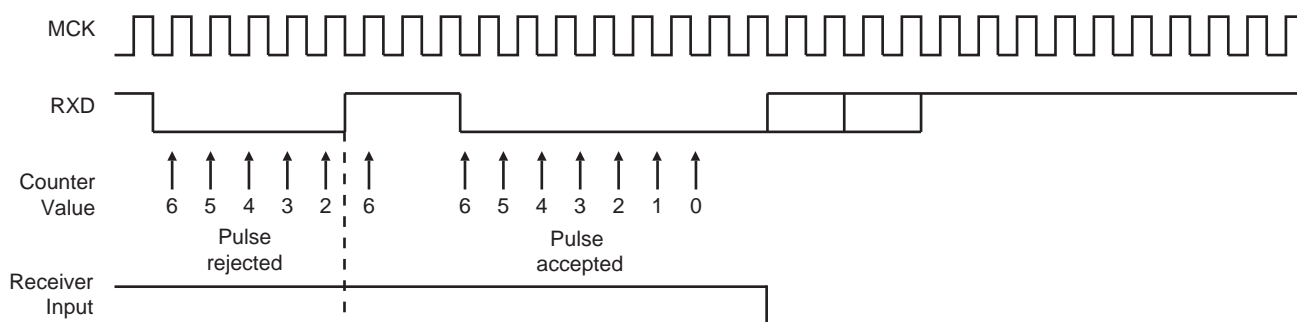 MCK
RXD
Counter
Value
6 5 4 3 2 6 6 5 4 3 2 1 0
Pulse
rejected
Pulse
accepted
Receiver
Input